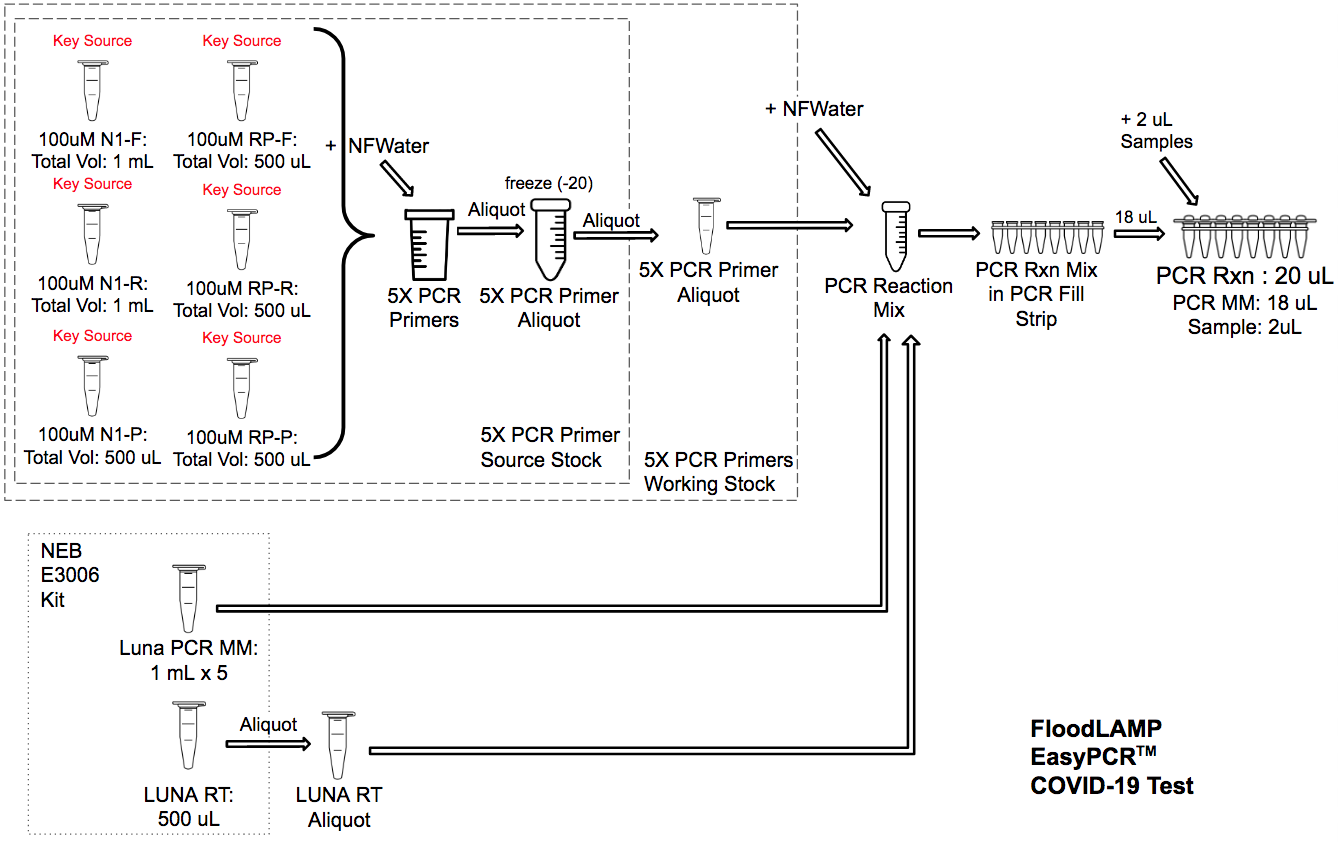 Key Source
Key Source
100uM N1-F:
Total Vol: 1 mL
100uM RP-F:
Total Vol: 500 uL
Key Source
Key Source
100uM N1-R:
Total Vol: 1 mL
100uM RP-R:
Total Vol: 500 uL
Key Source
Key Source
100uM N1-P:
Total Vol: 500 uL
100uM RP-P:
Total Vol: 500 uL
+ NFWater
5X PCR
Primers
Aliquot
freeze (-20)
5X PCR Primer
Aliquot
Aliquot
5X PCR Primer
Source Stock
5X PCR Primer
Aliquot
5X PCR Primers
Working Stock
+ NFWater
PCR Reaction
Mix
PCR Rxn Mix
in PCR Fill
Strip
18 uL
+ 2 uL
Samples
PCR Rxn : 20 uL
PCR MM: 18 uL
Sample: 2uL
NEB
E3006
Kit
Luna PCR MM:
1 mL x 5
LUNA RT:
500 uL
Aliquot
LUNA RT
Aliquot
FloodLAMP
EasyPCR™
COVID-19 Test